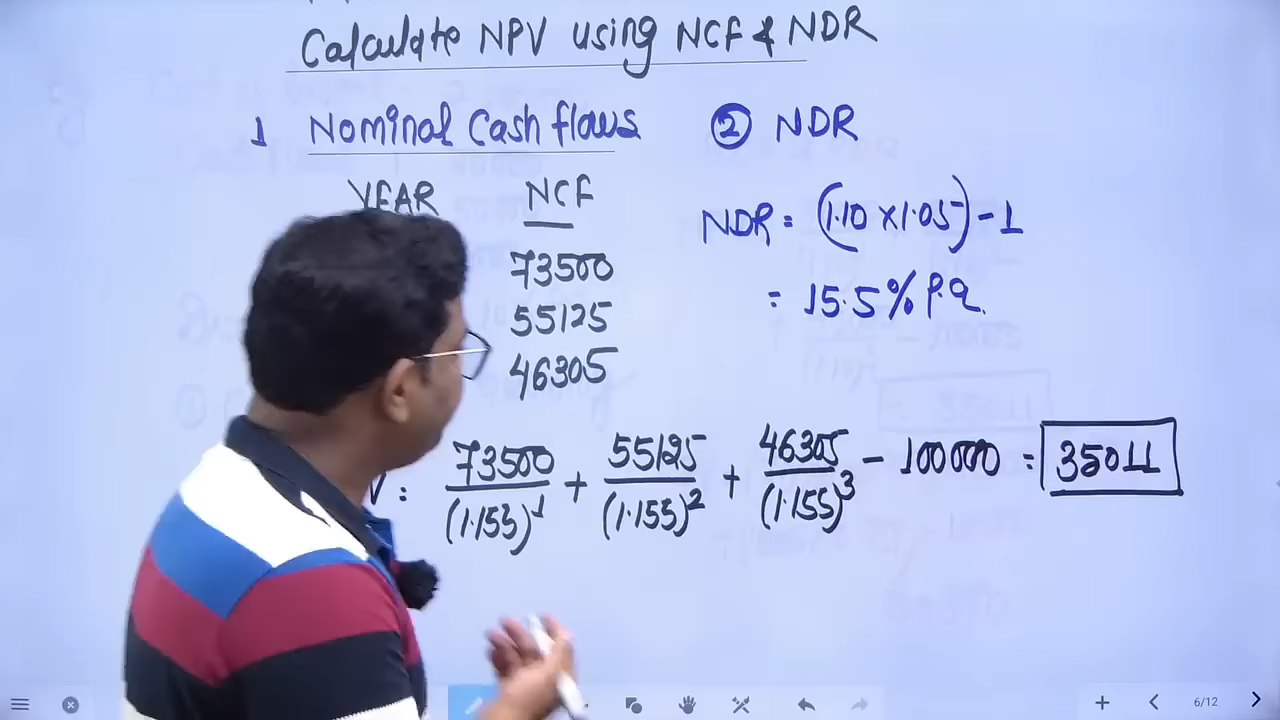 Calculate NPV using NCF & NDR
1 Nominal Cash flows
② NDR
YEAR NCF
73500
55125
46305
NDR = (1.10 x 1.05) - 1
= 15.5% P.a.
V = 73500/(1.155)^1 + 55125/(1.155)^2 + 46305/(1.155)^3 - 100000 = 35011
6/12